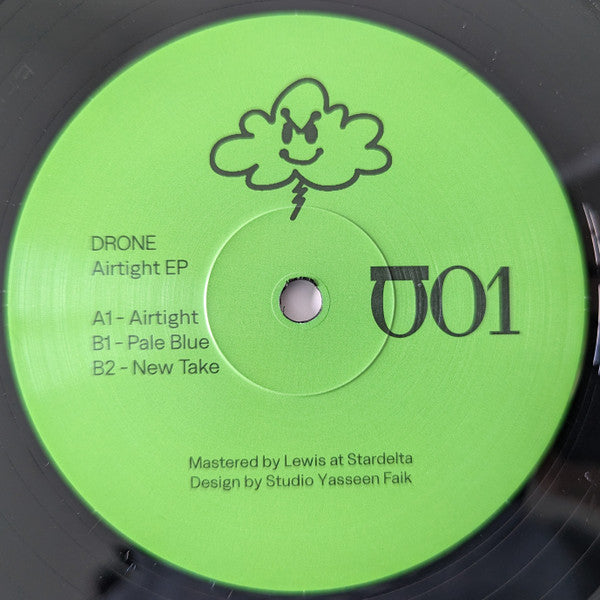 DRONE
Airtight EP
A1 - Airtight
B1 - Pale Blue
B2 - New Take
001
Mastered by Lewis at Stardelta
Design by Studio Yasseen Faik